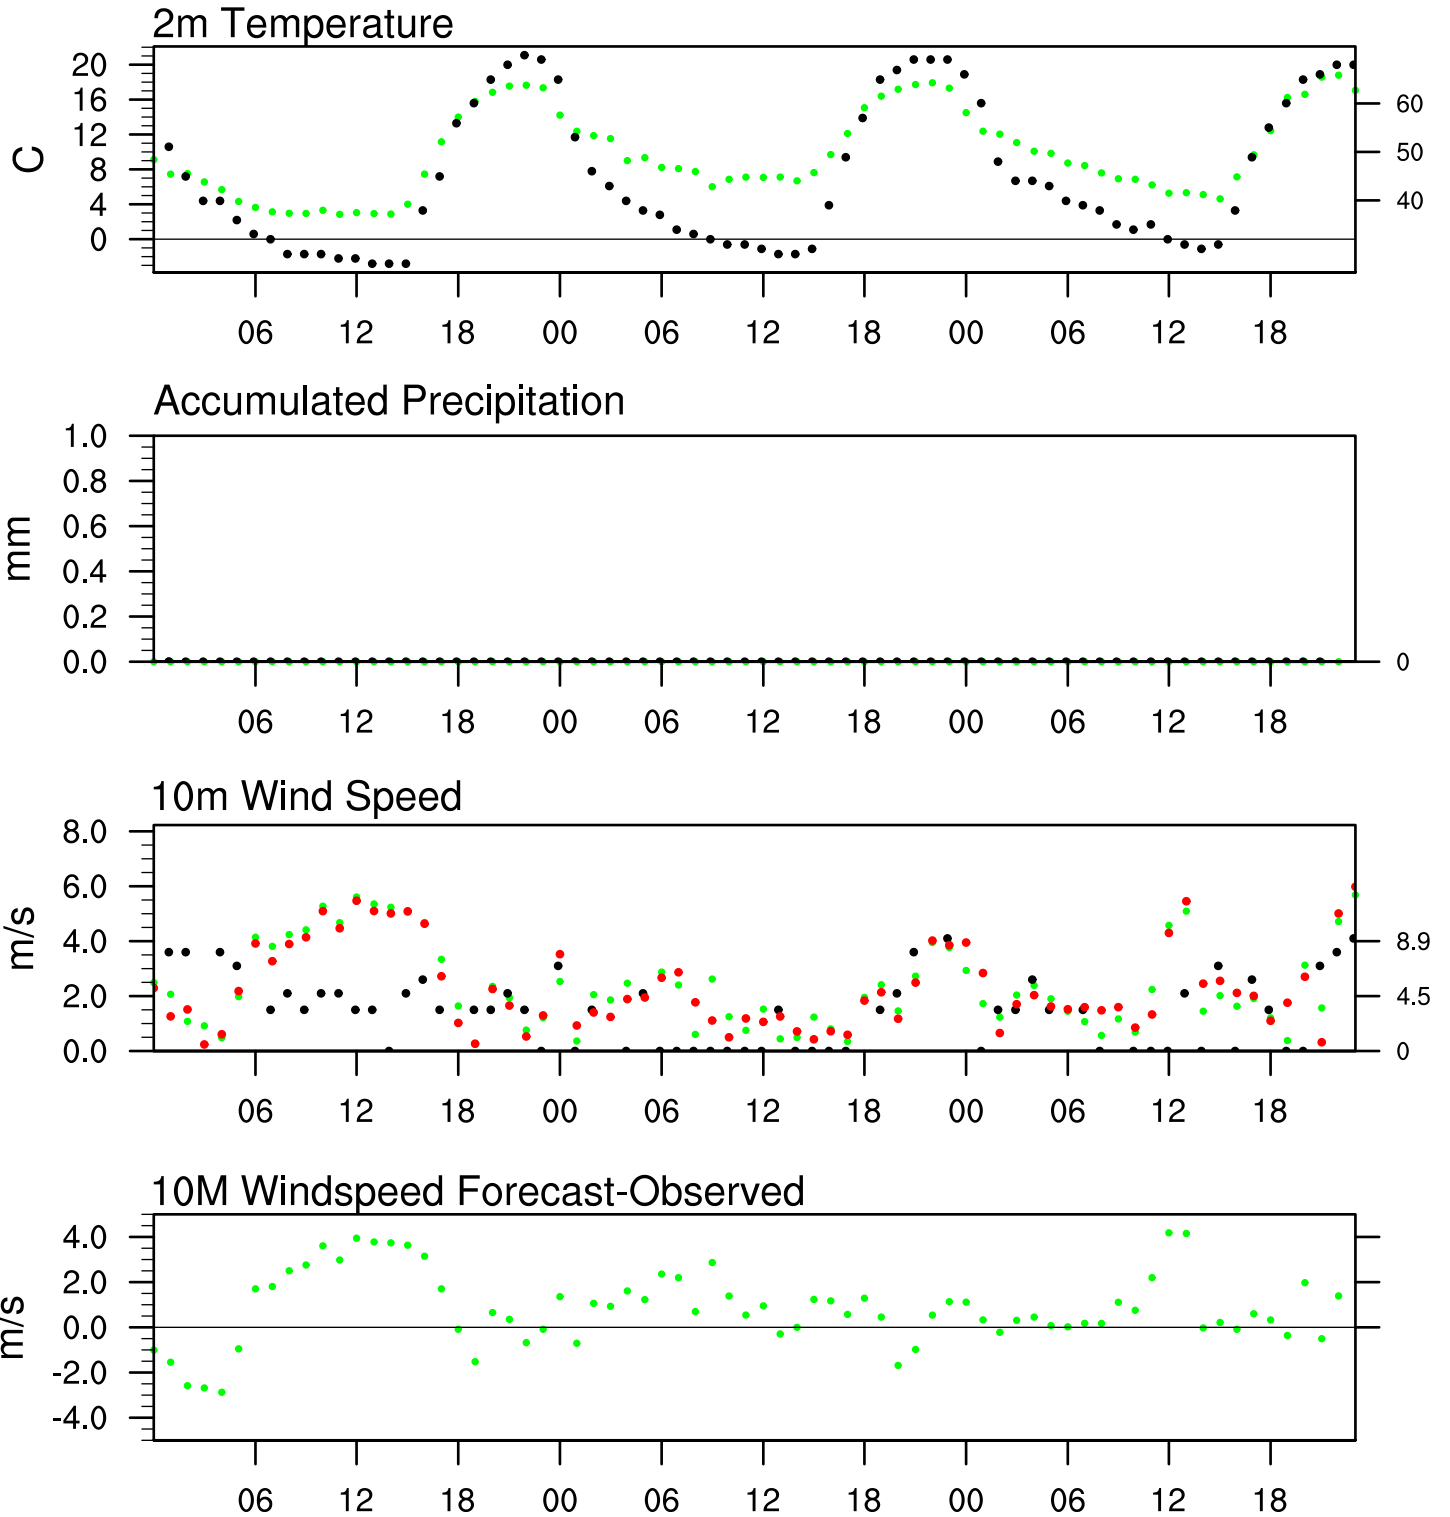 2m Temperature
C
20
16
12
8
4
0
60
50
40
06 12 18 00 06 12 18 00 06 12 18
Accumulated Precipitation
mm
1.0
0.8
0.6
0.4
0.2
0.0
0
06 12 18 00 06 12 18 00 06 12 18
10m Wind Speed
m/s
8.0
6.0
4.0
2.0
0.0
8.9
4.5
0
06 12 18 00 06 12 18 00 06 12 18
10M Windspeed Forecast-Observed
m/s
4.0
2.0
0.0
-2.0
-4.0
06 12 18 00 06 12 18 00 06 12 18